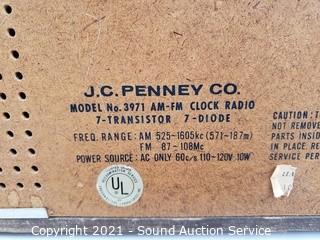 J.C. PENNEY CO.
MODEL No. 3971 AM-FM CLOCK RADIO
7-TRANSISTOR 7-DIODE
FREQ. RANGE: AM 525-1605kc (571-187m)
FM 87-108Mc
POWER SOURCE: AC ONLY 60c/s 110-120V 10W
CAUTION: T
NOT REM
PARTS INSID
IN PLACE. RE
SERVICE PER
UL
Copyright 2021 - Sound Auction Service